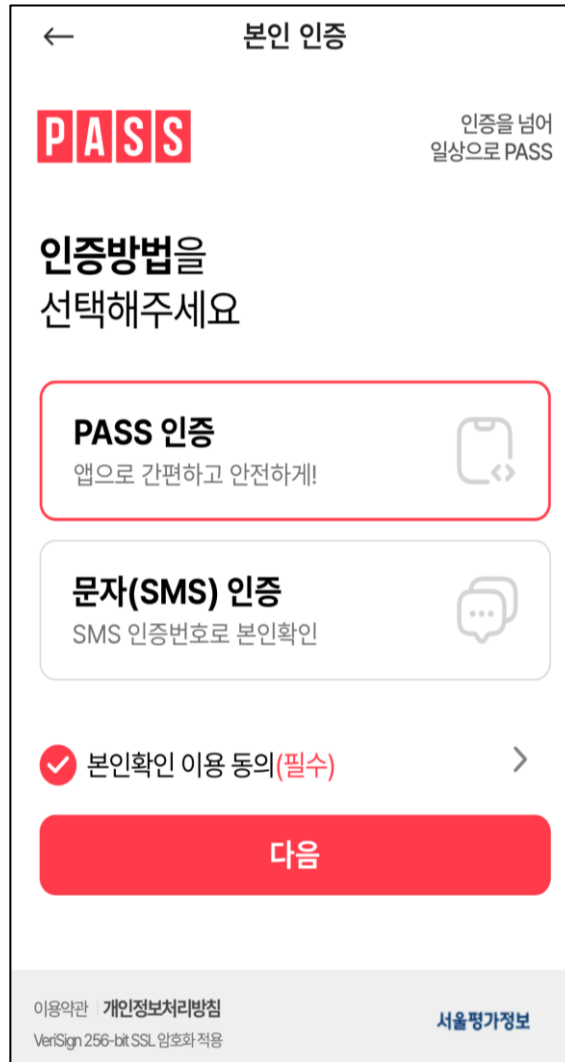 본인 인증
PASS
인증을 넘어
일상으로 PASS
인증방법을
선택해주세요
PASS 인증
앱으로 간편하고 안전하게!
문자(SMS) 인증
SMS 인증번호로 본인확인
본인확인 이용 동의(필수)
다음
이용약관 개인정보처리방침
VeriSign 256-bit SSL 암호화 적용
서울평가정보